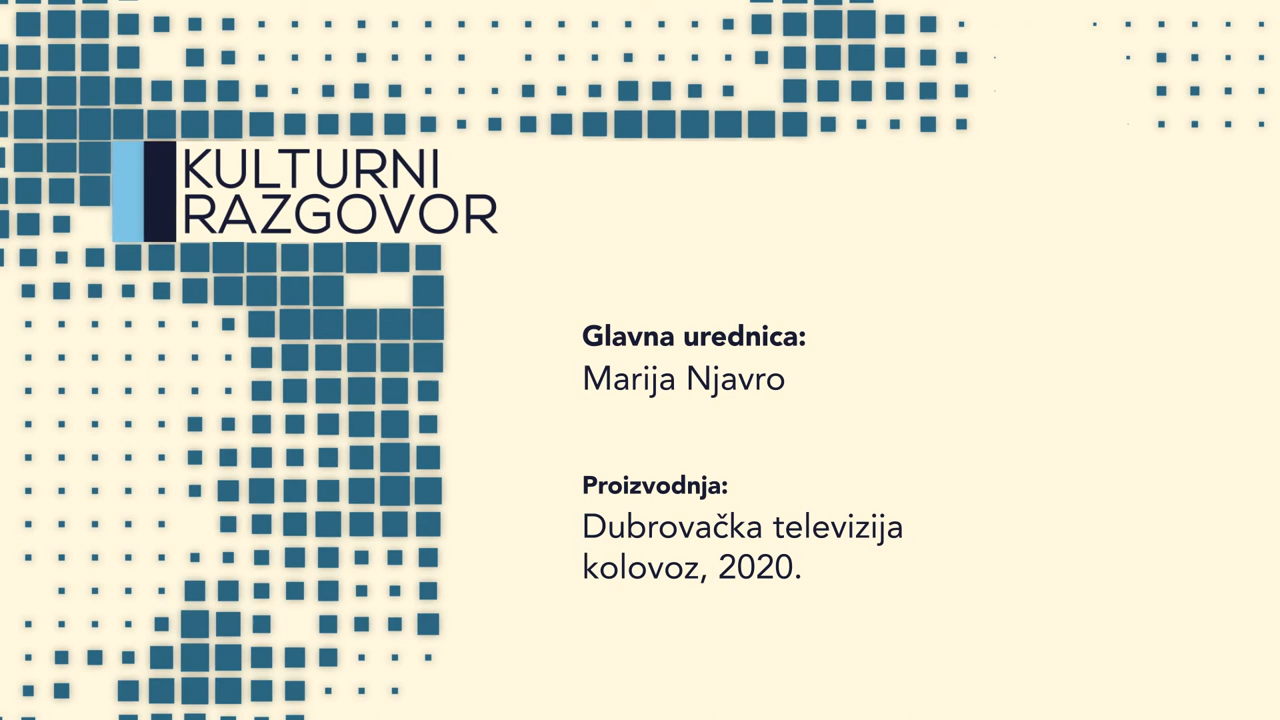 KULTURNI
RAZGOVOR
Glavna urednica:
Marija Njavro
Proizvodnja:
Dubrovačka televizija
kolovoz, 2020.